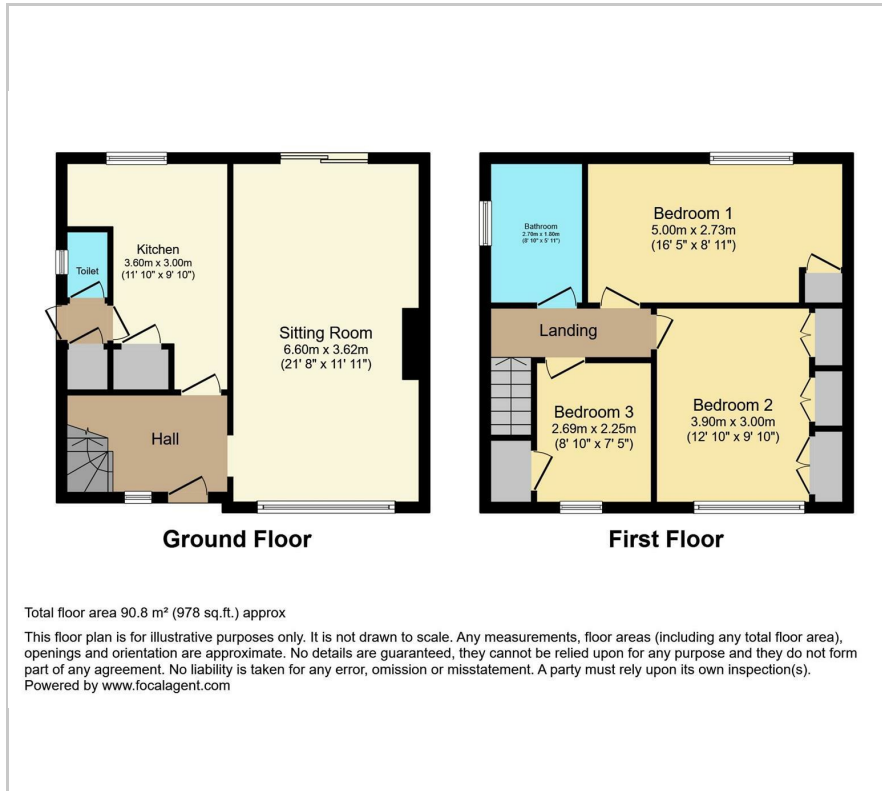 Kitchen
3.60m x 3.00m
(11' 10" x 9' 10")
Toilet
Sitting Room
6.60m x 3.62m
(21' 8" x 11' 11")
Hall
Ground Floor
Bathroom
2.70m x 1.80m
(8' 10" x 5' 11")
Bedroom 1
5.00m x 2.73m
(16' 5" x 8' 11")
Landing
Bedroom 3
2.69m x 2.25m
(8' 10" x 7' 5")
Bedroom 2
3.90m x 3.00m
(12' 10" x 9' 10")
First Floor
Total floor area 90.8 m² (978 sq.ft.) approx
This floor plan is for illustrative purposes only. It is not drawn to scale. Any measurements, floor areas (including any total floor area),
openings and orientation are approximate. No details are guaranteed, they cannot be relied upon for any purpose and they do not form
part of any agreement. No liability is taken for any error, omission or misstatement. A party must rely upon its own inspection(s).
Powered by www.focalagent.com